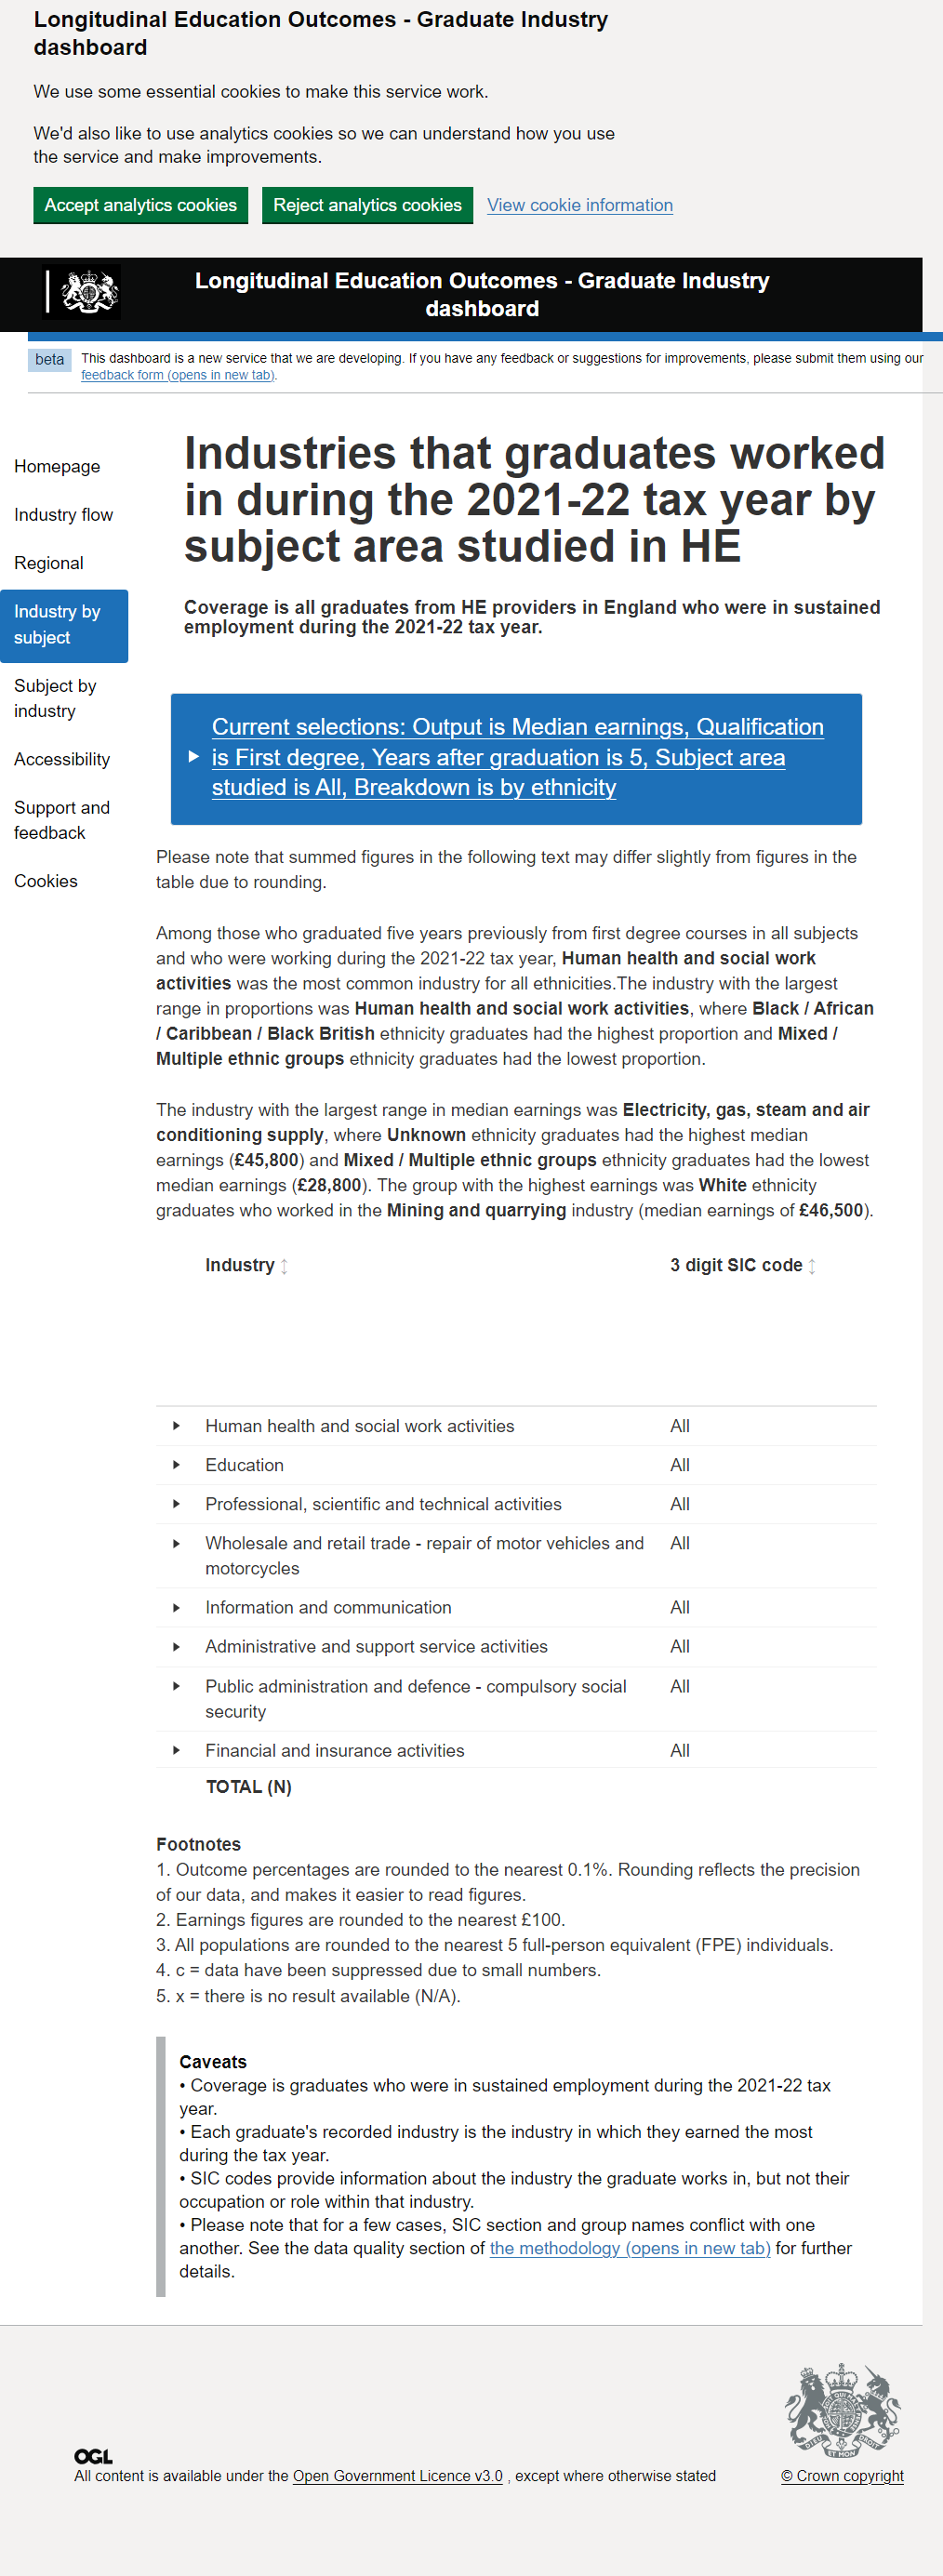 Longitudinal Education Outcomes - Graduate Industry
dashboard
We use some essential cookies to make this service work.
We'd also like to use analytics cookies so we can understand how you use
the service and make improvements.
Accept analytics cookies
Reject analytics cookies
View cookie information
Longitudinal Education Outcomes - Graduate Industry
dashboard
beta
This dashboard is a new service that we are developing. If you have any feedback or suggestions for improvements, please submit them using our
feedback form (opens in new tab).
Homepage
Industry flow
Regional
Industry by
subject
Subject by
industry
Accessibility
Support and
feedback
Cookies
Industries that graduates worked
in during the 2021-22 tax year by
subject area studied in HE
Coverage is all graduates from HE providers in England who were in sustained
employment during the 2021-22 tax year.
Current selections: Output is Median earnings, Qualification
is First degree, Years after graduation is 5, Subject area
studied is All, Breakdown is by ethnicity
Please note that summed figures in the following text may differ slightly from figures in the
table due to rounding.
Among those who graduated five years previously from first degree courses in all subjects
and who were working during the 2021-22 tax year, Human health and social work
activities was the most common industry for all ethnicities.The industry with the largest
range in proportions was Human health and social work activities, where Black / African
/ Caribbean / Black British ethnicity graduates had the highest proportion and Mixed /
Multiple ethnic groups ethnicity graduates had the lowest proportion.
The industry with the largest range in median earnings was Electricity, gas, steam and air
conditioning supply, where Unknown ethnicity graduates had the highest median
earnings (£45,800) and Mixed / Multiple ethnic groups ethnicity graduates had the lowest
median earnings (£28,800). The group with the highest earnings was White ethnicity
graduates who worked in the Mining and quarrying industry (median earnings of £46,500).
Industry 3 digit SIC code
Human health and social work activities All
Education All
Professional, scientific and technical activities All
Wholesale and retail trade - repair of motor vehicles and All
motorcycles
Information and communication All
Administrative and support service activities All
Public administration and defence - compulsory social All
security
Financial and insurance activities All
TOTAL (N)
Footnotes
1. Outcome percentages are rounded to the nearest 0.1%. Rounding reflects the precision
of our data, and makes it easier to read figures.
2. Earnings figures are rounded to the nearest £100.
3. All populations are rounded to the nearest 5 full-person equivalent (FPE) individuals.
4. c = data have been suppressed due to small numbers.
5. x = there is no result available (N/A).
Caveats
• Coverage is graduates who were in sustained employment during the 2021-22 tax
year.
• Each graduate's recorded industry is the industry in which they earned the most
during the tax year.
• SIC codes provide information about the industry the graduate works in, but not their
occupation or role within that industry.
• Please note that for a few cases, SIC section and group names conflict with one
another. See the data quality section of the methodology (opens in new tab) for further
details.
OGL
All content is available under the Open Government Licence v3.0 , except where otherwise stated
© Crown copyright